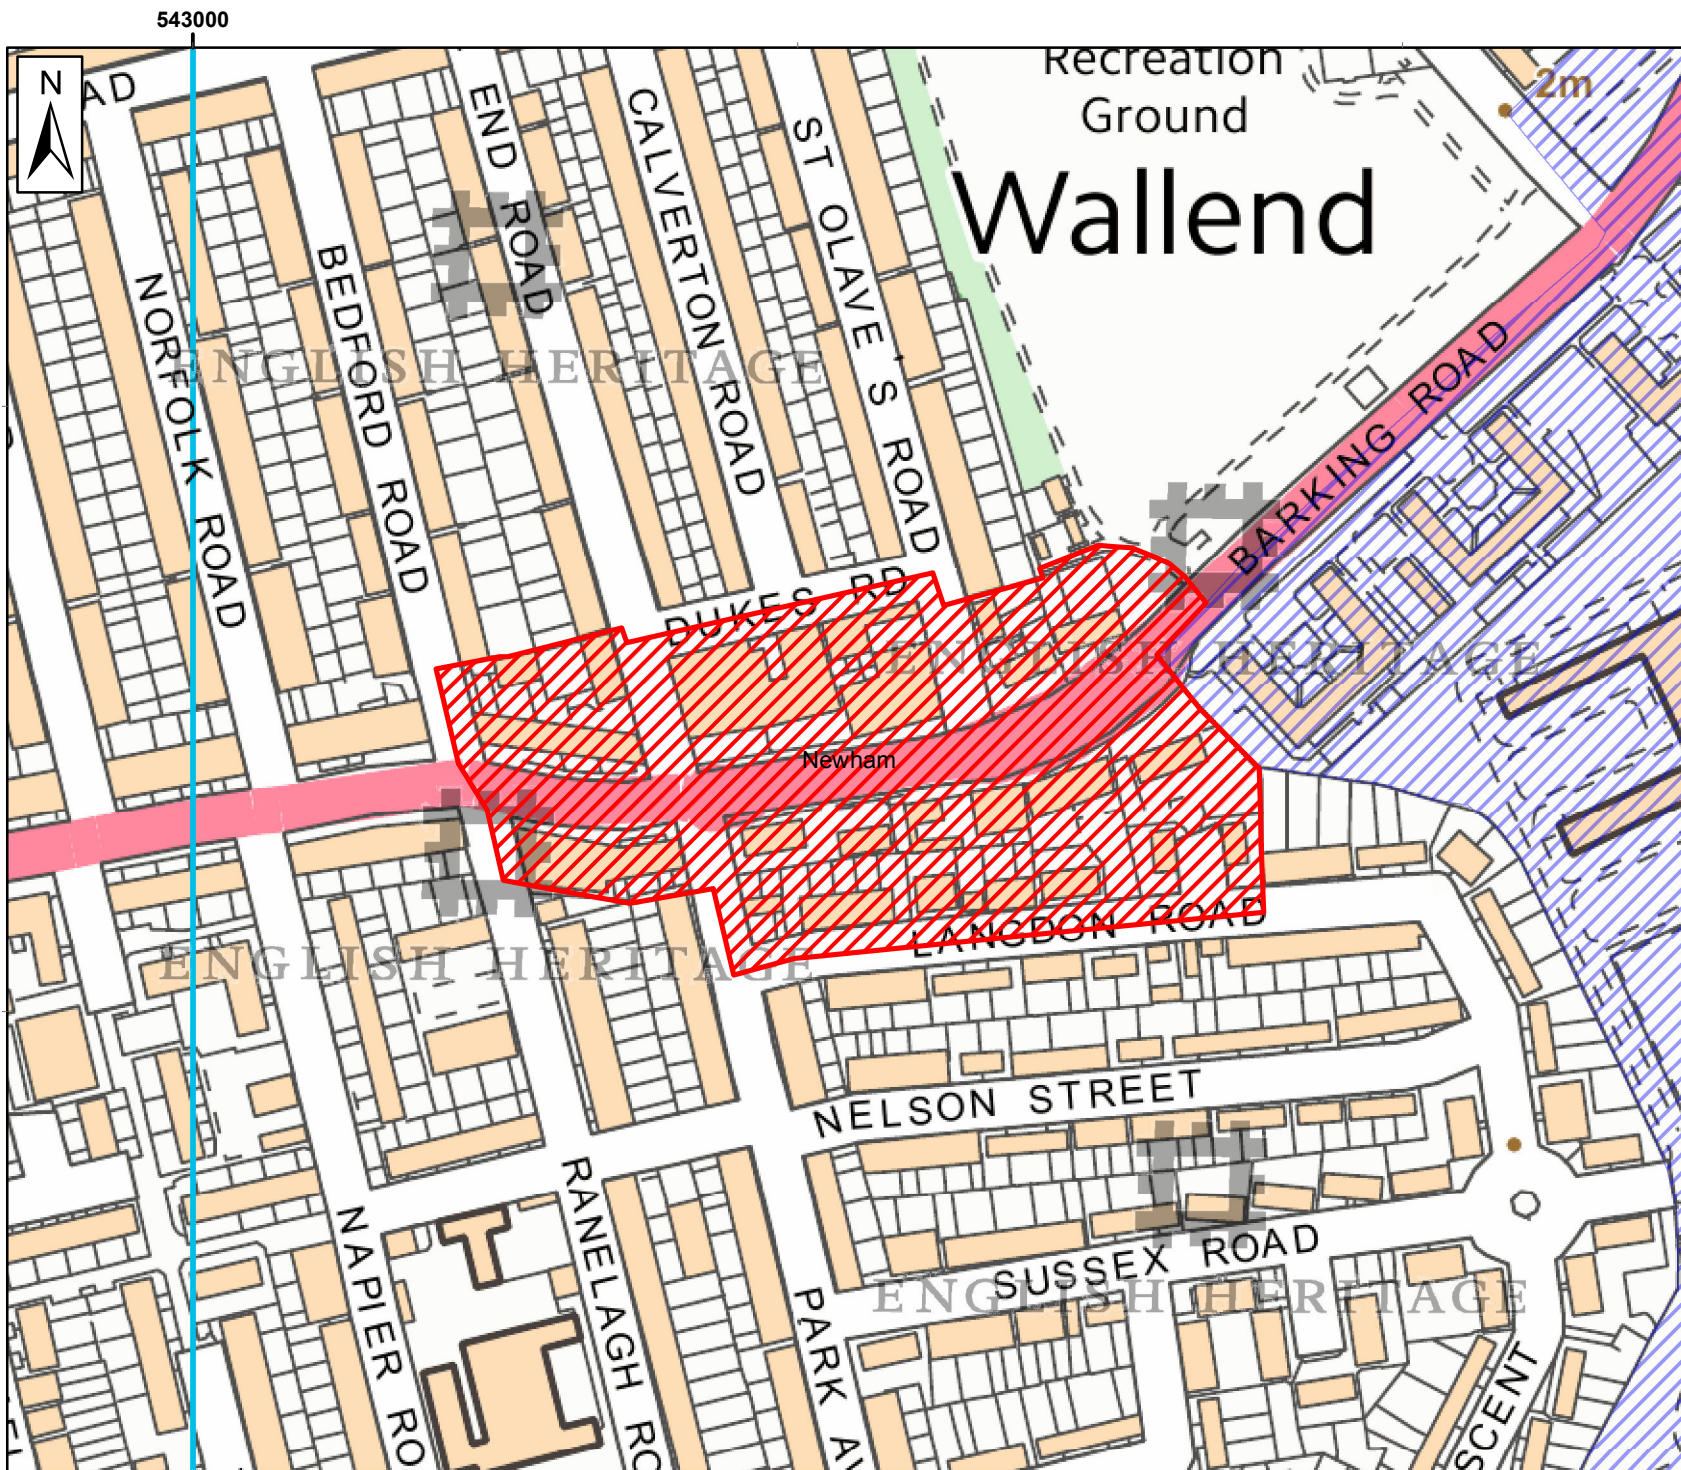 543000
N
AD
Recreation
Ground
2m
Wallend
END ROAD
CALVERTON ROAD
ST OLAVE'S ROAD
NORFOLK ROAD
BEDFORD ROAD
ENGLISH HERITAGE
BARKING ROAD
DUKES RD
ENGLISH HERITAGE
Newham
LANGDON ROAD
ENGLISH HERITAGE
NELSON STREET
SUSSEX ROAD
ENGLISH HERITAGE
NAPIER RO
RANELAGH RO
PARK AV
SCENT